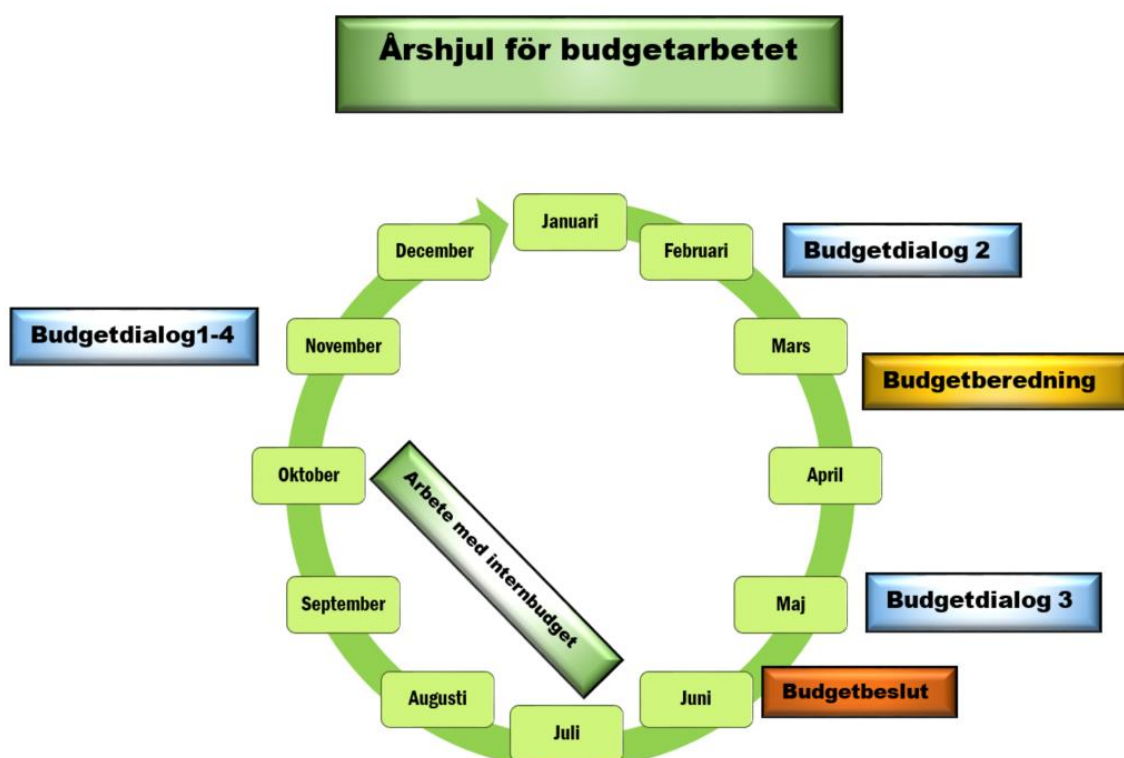 Årshjul för budgetarbetet
Januari
Februari
Budgetdialog 2
Mars
Budgetberedning
April
Maj
Budgetdialog 3
Juni
Budgetbeslut
Juli
Augusti
September
Arbete med internbudget
Oktober
November
Budgetdialog1-4
December